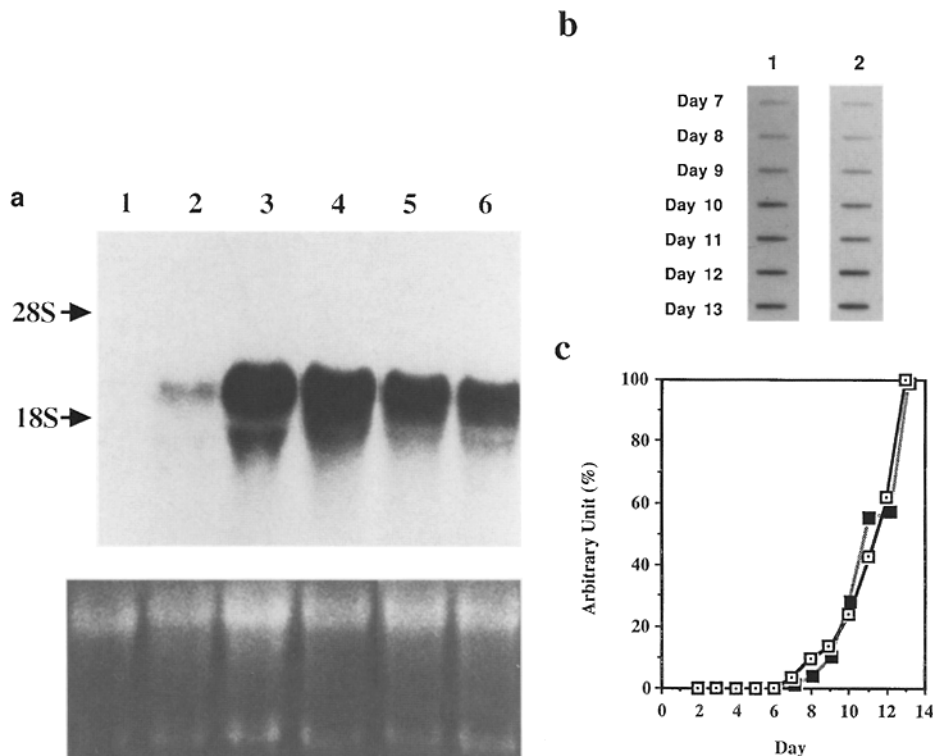 a
1 2 3 4 5 6
28S
18S
b
1 2
Day 7
Day 8
Day 9
Day 10
Day 11
Day 12
Day 13
c
100
80
60
40
20
0
0 2 4 6 8 10 12 14
Arbitrary Unit (%)
Day